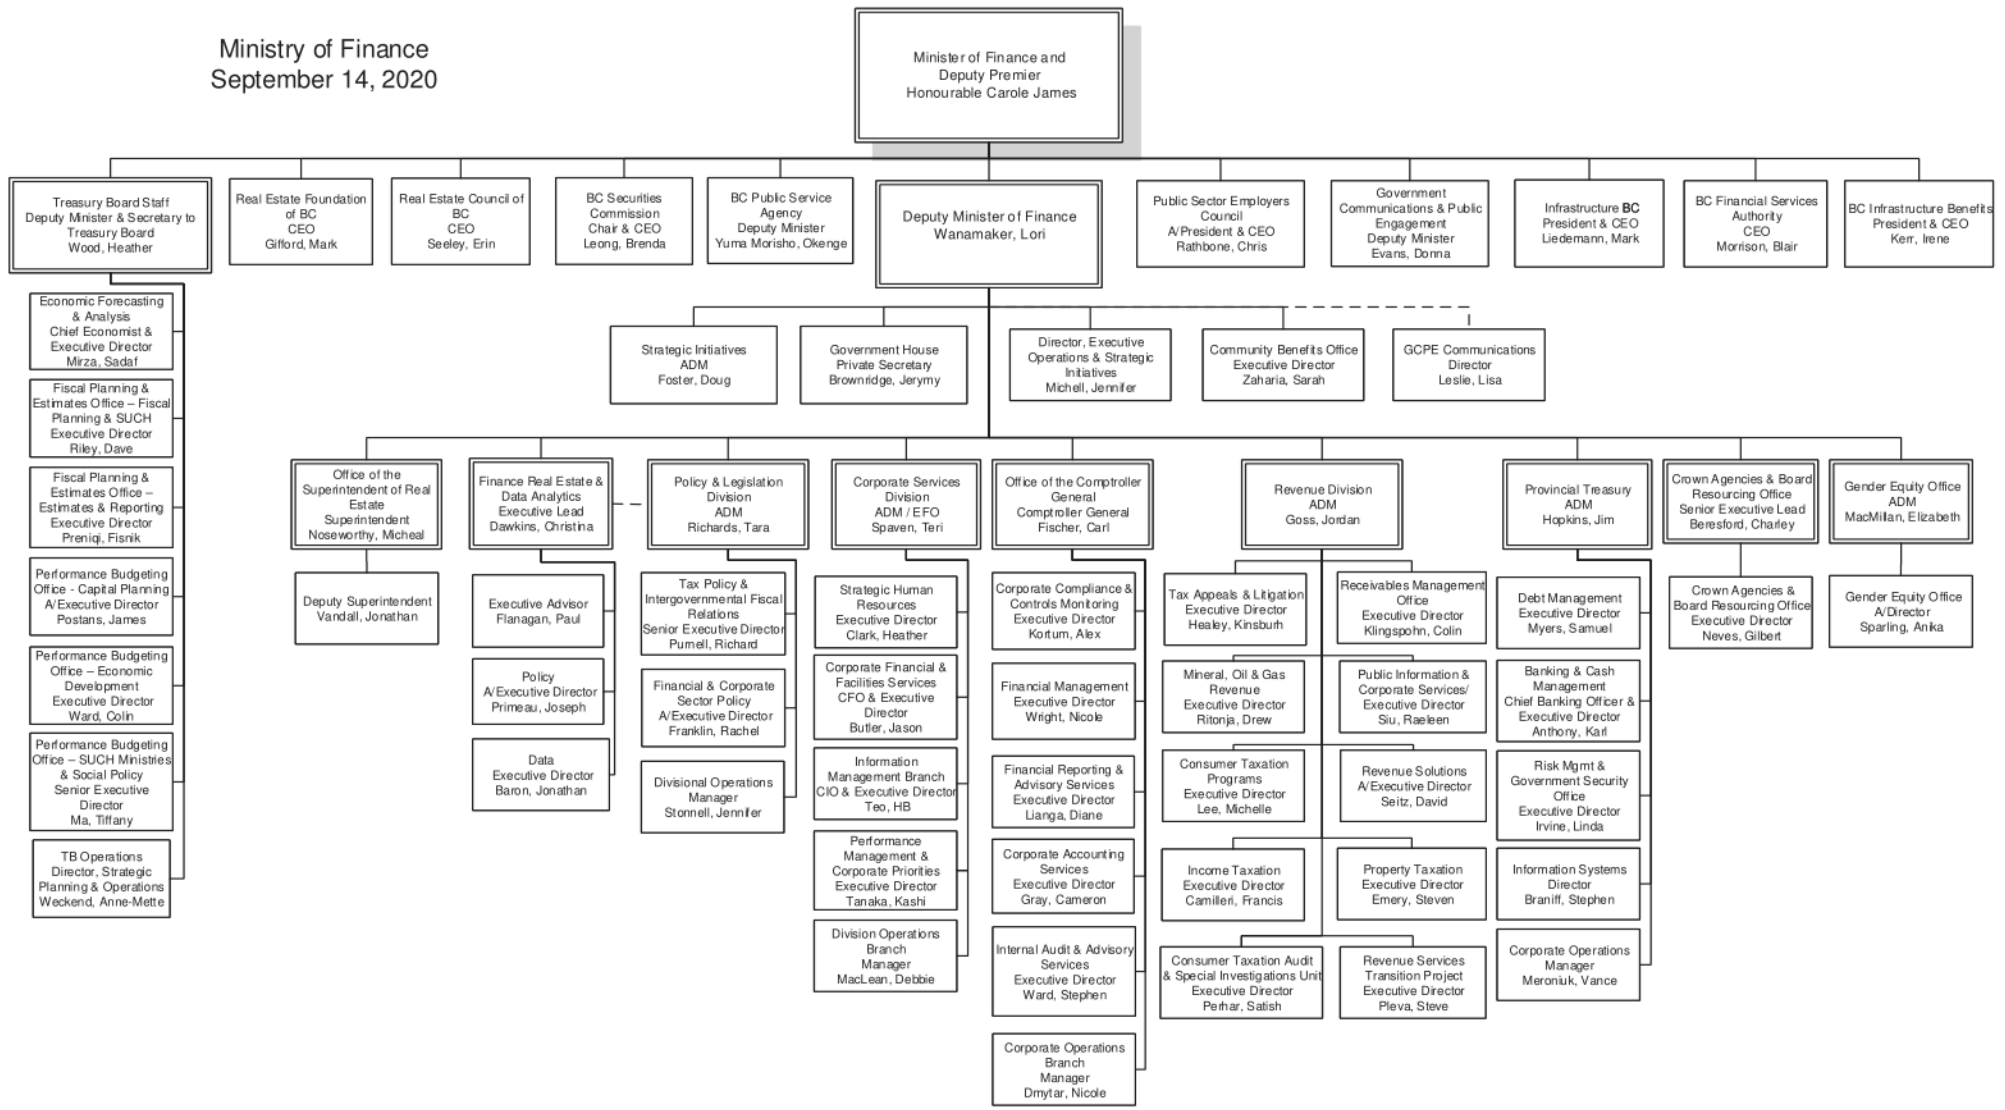 Ministry of Finance
September 14, 2020
Minister of Finance and
Deputy Premier
Honourable Carole James
Treasury Board Staff
Deputy Minister & Secretary to
Treasury Board
Wood, Heather
Real Estate Foundation
of BC
CEO
Gifford, Mark
Real Estate Council of
BC
CEO
Seeley, Erin
BC Securities
Commission
Chair & CEO
Leong, Brenda
BC Public Service
Agency
Deputy Minister
Yuma Morisho, Okenge
Deputy Minister of Finance
Wanamaker, Lori
Public Sector Employers
Council
A/President & CEO
Rathbone, Chris
Government
Communications & Public
Engagement
Deputy Minister
Evans, Donna
Infrastructure BC
President & CEO
Liedemann, Mark
BC Financial Services
Authority
CEO
Morrison, Blair
BC Infrastructure Benefits
President & CEO
Kerr, Irene
Economic Forecasting
& Analysis
Chief Economist &
Executive Director
Mirza, Sadaf
Fiscal Planning &
Estimates Office – Fiscal
Planning & SUCH
Executive Director
Riley, Dave
Fiscal Planning &
Estimates Office –
Estimates & Reporting
Executive Director
Preniqi, Fisnik
Performance Budgeting
Office - Capital Planning
A/Executive Director
Postans, James
Performance Budgeting
Office – Economic
Development
Executive Director
Ward, Colin
Performance Budgeting
Office – SUCH Ministries
& Social Policy
Senior Executive
Director
Ma, Tiffany
TB Operations
Director, Strategic
Planning & Operations
Weckend, Anne-Mette
Strategic Initiatives
ADM
Foster, Doug
Government House
Private Secretary
Brownridge, Jerymy
Director, Executive
Operations & Strategic
Initiatives
Michell, Jennifer
Community Benefits Office
Executive Director
Zaharia, Sarah
GCPE Communications
Director
Leslie, Lisa
Office of the
Superintendent of Real
Estate
Superintendent
Noseworthy, Micheal
Deputy Superintendent
Vandall, Jonathan
Finance Real Estate &
Data Analytics
Executive Lead
Dawkins, Christina
Executive Advisor
Flanagan, Paul
Policy
A/Executive Director
Primeau, Joseph
Data
Executive Director
Baron, Jonathan
Policy & Legislation
Division
ADM
Richards, Tara
Tax Policy &
Intergovernmental Fiscal
Relations
Senior Executive Director
Purnell, Richard
Financial & Corporate
Sector Policy
A/Executive Director
Franklin, Rachel
Divisional Operations
Manager
Stonnell, Jennifer
Corporate Services
Division
ADM / EFO
Spaven, Teri
Strategic Human
Resources
Executive Director
Clark, Heather
Corporate Financial &
Facilities Services
CFO & Executive
Director
Butler, Jason
Information
Management Branch
CIO & Executive Director
Teo, HB
Performance
Management &
Corporate Priorities
Executive Director
Tanaka, Kashi
Division Operations
Branch
Manager
MacLean, Debbie
Office of the Comptroller
General
Comptroller General
Fischer, Carl
Corporate Compliance &
Controls Monitoring
Executive Director
Kortum, Alex
Financial Management
Executive Director
Wright, Nicole
Financial Reporting &
Advisory Services
Executive Director
Lianga, Diane
Corporate Accounting
Services
Executive Director
Gray, Cameron
Internal Audit & Advisory
Services
Executive Director
Ward, Stephen
Corporate Operations
Branch
Manager
Dmytar, Nicole
Revenue Division
ADM
Goss, Jordan
Tax Appeals & Litigation
Executive Director
Healey, Kinsburh
Receivables Management
Office
Executive Director
Klingspohn, Colin
Mineral, Oil & Gas
Revenue
Executive Director
Ritonja, Drew
Public Information &
Corporate Services/
Executive Director
Siu, Raeleen
Consumer Taxation
Programs
Executive Director
Lee, Michelle
Revenue Solutions
A/Executive Director
Seitz, David
Income Taxation
Executive Director
Camilleri, Francis
Property Taxation
Executive Director
Emery, Steven
Consumer Taxation Audit
& Special Investigations Unit
Executive Director
Perhar, Satish
Revenue Services
Transition Project
Executive Director
Pleva, Steve
Provincial Treasury
ADM
Hopkins, Jim
Debt Management
Executive Director
Myers, Samuel
Banking & Cash
Management
Chief Banking Officer &
Executive Director
Anthony, Karl
Risk Mgmt &
Government Security
Office
Executive Director
Irvine, Linda
Information Systems
Director
Braniff, Stephen
Corporate Operations
Manager
Meroniuk, Vance
Crown Agencies & Board
Resourcing Office
Senior Executive Lead
Beresford, Charley
Crown Agencies &
Board Resourcing Office
Executive Director
Neves, Gilbert
Gender Equity Office
ADM
MacMillan, Elizabeth
Gender Equity Office
A/Director
Sparling, Anika